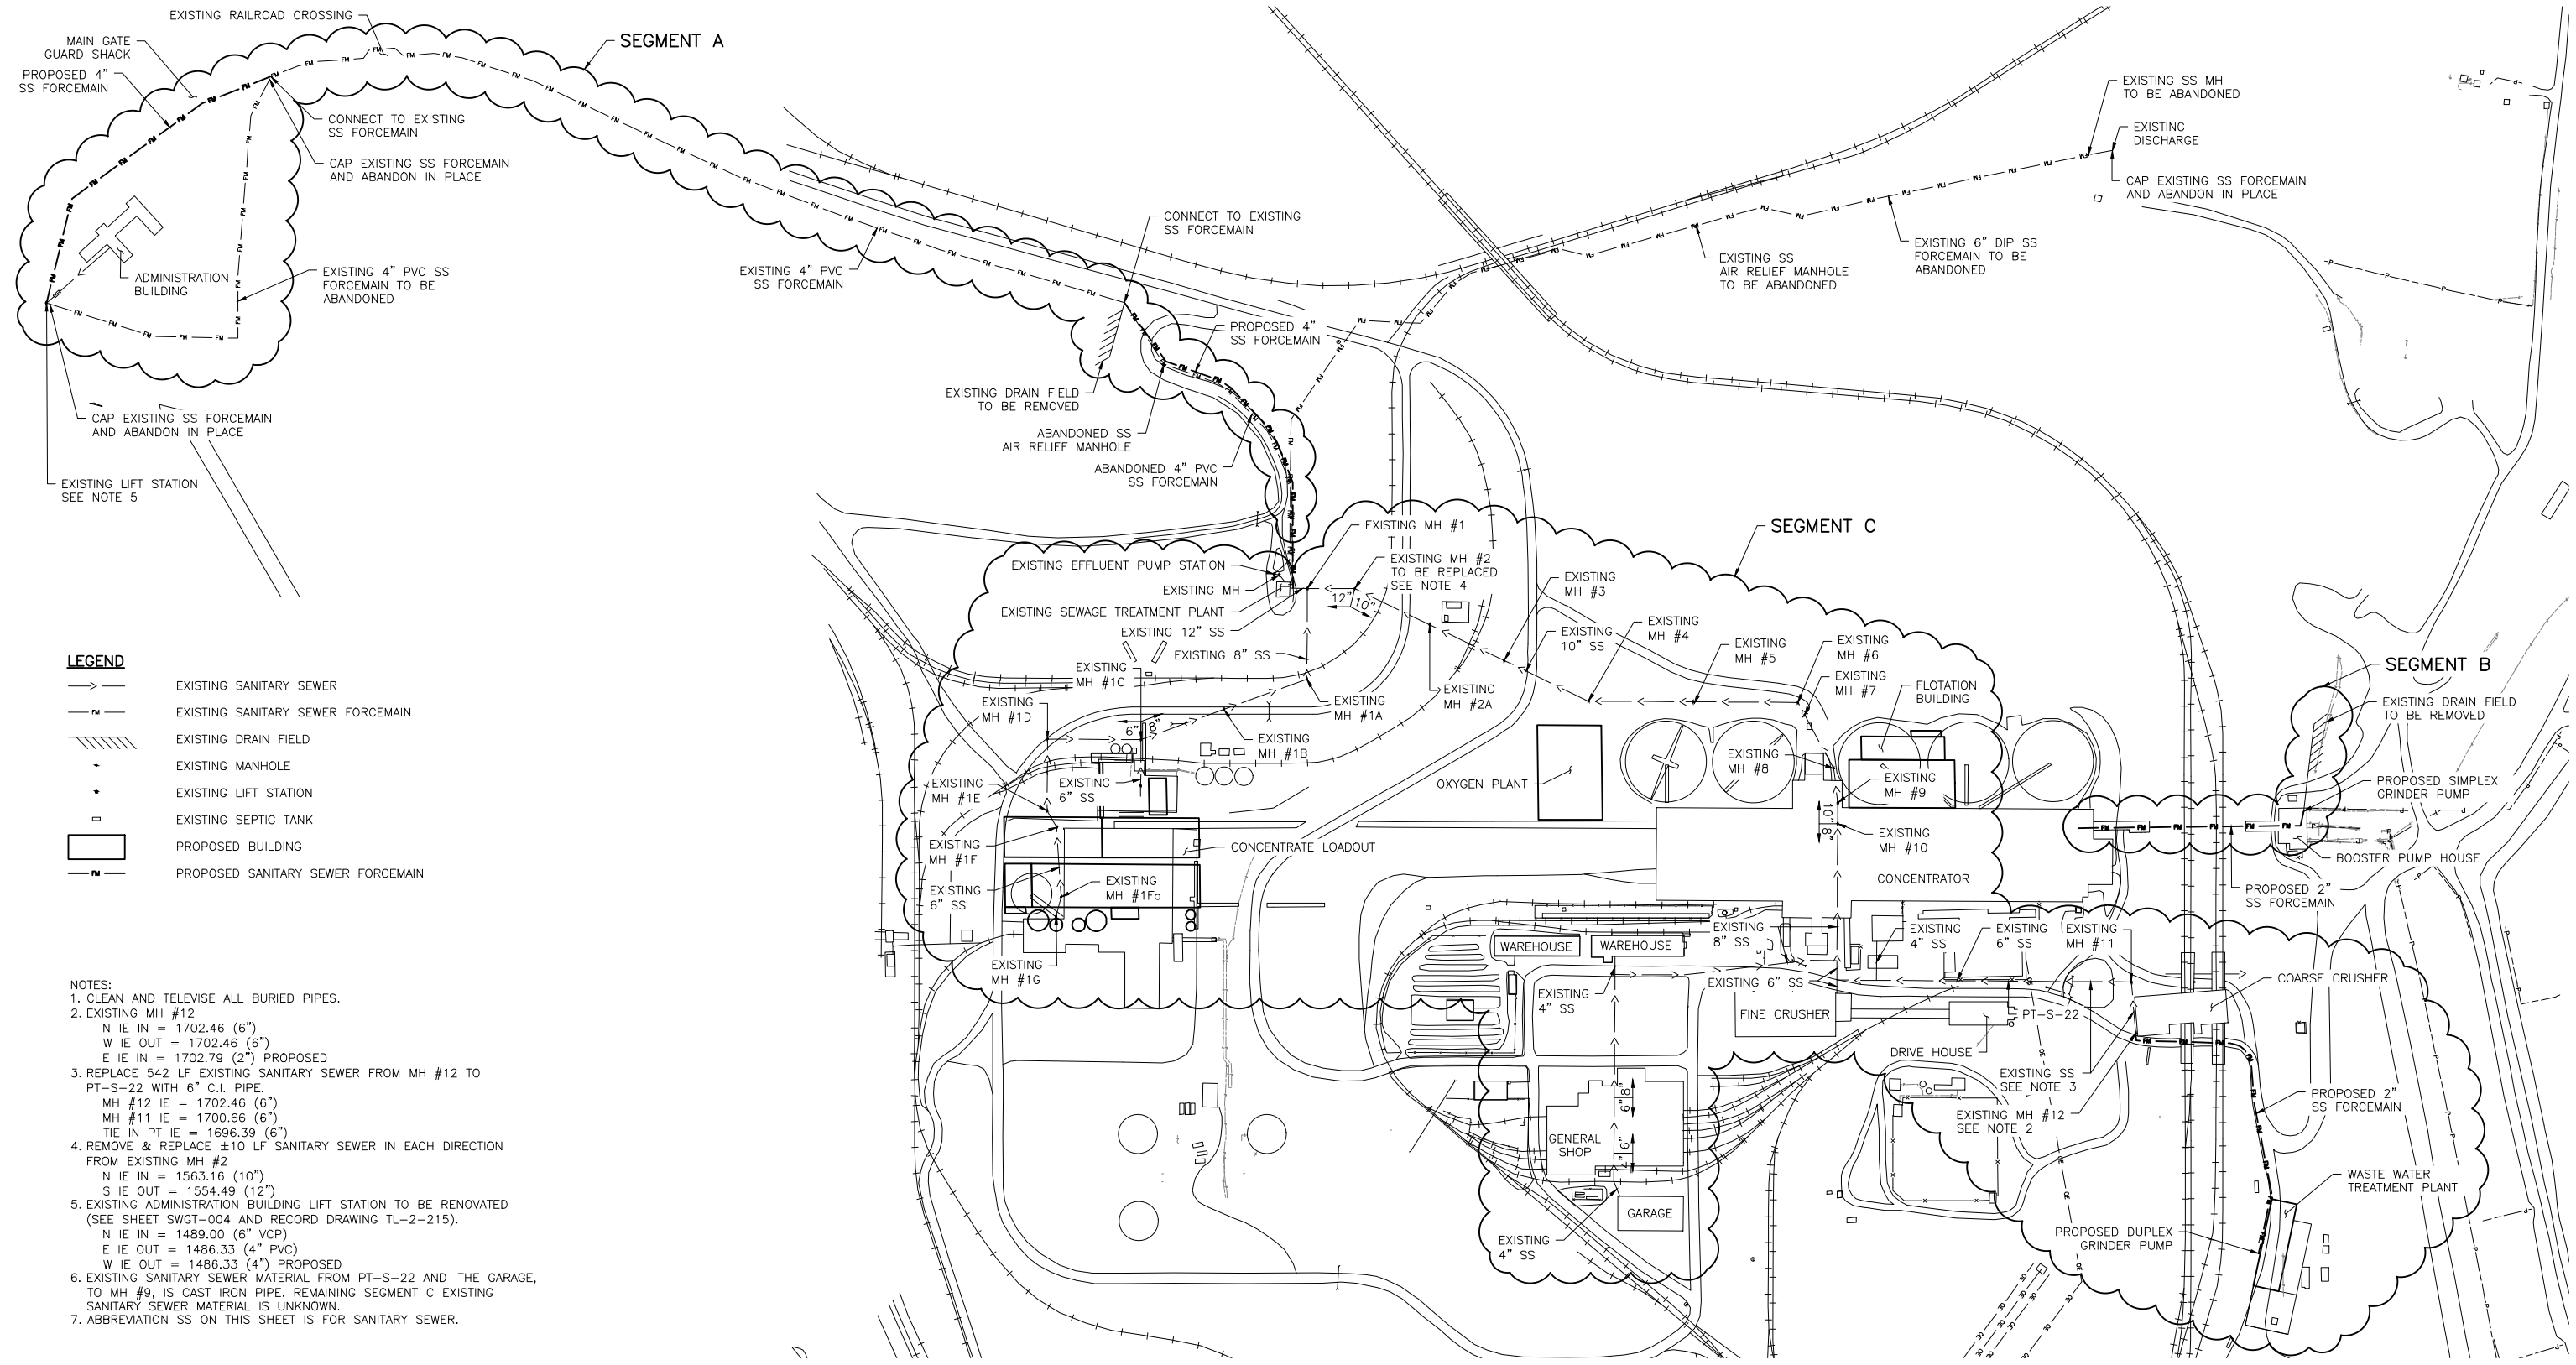 EXISTING RAILROAD CROSSING
MAIN GATE
GUARD SHACK
PROPOSED 4"
SS FORCEMAIN
SEGMENT A
CONNECT TO EXISTING
SS FORCEMAIN
CAP EXISTING SS FORCEMAIN
AND ABANDON IN PLACE
ADMINISTRATION
BUILDING
EXISTING 4" PVC SS
FORCEMAIN TO BE
ABANDONED
CAP EXISTING SS FORCEMAIN
AND ABANDON IN PLACE
EXISTING LIFT STATION
SEE NOTE 5
EXISTING 4" PVC
SS FORCEMAIN
CONNECT TO EXISTING
SS FORCEMAIN
PROPOSED 4"
SS FORCEMAIN
EXISTING DRAIN FIELD
TO BE REMOVED
ABANDONED SS
AIR RELIEF MANHOLE
ABANDONED 4" PVC
SS FORCEMAIN
EXISTING SS MH
TO BE ABANDONED
EXISTING
DISCHARGE
CAP EXISTING SS FORCEMAIN
AND ABANDON IN PLACE
EXISTING 6" DIP SS
FORCEMAIN TO BE
ABANDONED
EXISTING SS
AIR RELIEF MANHOLE
TO BE ABANDONED
EXISTING MH #1
SEGMENT C
EXISTING EFFLUENT PUMP STATION
EXISTING MH #2
TO BE REPLACED
SEE NOTE 4
EXISTING MH
EXISTING
MH #3
EXISTING SEWAGE TREATMENT PLANT
12"
10"
EXISTING 12" SS
EXISTING 8" SS
EXISTING
10" SS
EXISTING
MH #4
EXISTING
MH #5
EXISTING
MH #6
EXISTING
MH #7
EXISTING
MH #1C
EXISTING
MH #1D
EXISTING
MH #1A
EXISTING
MH #2A
6"
8"
EXISTING
MH #1B
FLOTATION
BUILDING
SEGMENT B
EXISTING DRAIN FIELD
TO BE REMOVED
PROPOSED SIMPLEX
GRINDER PUMP
BOOSTER PUMP HOUSE
PROPOSED 2"
SS FORCEMAIN
EXISTING
MH #1E
EXISTING
6" SS
OXYGEN PLANT
EXISTING
MH #8
EXISTING
MH #9
10"
8"
EXISTING
MH #10
EXISTING
MH #1F
CONCENTRATE LOADOUT
EXISTING
6" SS
EXISTING
MH #1Fa
CONCENTRATOR
EXISTING
MH #1G
WAREHOUSE
WAREHOUSE
EXISTING
8" SS
EXISTING
4" SS
EXISTING
6" SS
EXISTING
MH #11
COARSE CRUSHER
EXISTING 6" SS
EXISTING
4" SS
FINE CRUSHER
PT-S-22
DRIVE HOUSE
EXISTING SS
SEE NOTE 3
EXISTING MH #12
SEE NOTE 2
PROPOSED 2"
SS FORCEMAIN
8"
6"
GENERAL
SHOP
6"
4"
GARAGE
EXISTING
4" SS
WASTE WATER
TREATMENT PLANT
PROPOSED DUPLEX
GRINDER PUMP
LEGEND
EXISTING SANITARY SEWER
FM EXISTING SANITARY SEWER FORCEMAIN
EXISTING DRAIN FIELD
EXISTING MANHOLE
EXISTING LIFT STATION
EXISTING SEPTIC TANK
PROPOSED BUILDING
FM PROPOSED SANITARY SEWER FORCEMAIN
NOTES:
1. CLEAN AND TELEVISE ALL BURIED PIPES.
2. EXISTING MH #12
N IE IN = 1702.46 (6")
W IE OUT = 1702.46 (6")
E IE IN = 1702.79 (2") PROPOSED
3. REPLACE 542 LF EXISTING SANITARY SEWER FROM MH #12 TO
PT-S-22 WITH 6" C.I. PIPE.
MH #12 IE = 1702.46 (6")
MH #11 IE = 1700.66 (6")
TIE IN PT IE = 1696.39 (6")
4. REMOVE & REPLACE ±10 LF SANITARY SEWER IN EACH DIRECTION
FROM EXISTING MH #2
N IE IN = 1563.16 (10")
S IE OUT = 1554.49 (12")
5. EXISTING ADMINISTRATION BUILDING LIFT STATION TO BE RENOVATED
(SEE SHEET SWGT-004 AND RECORD DRAWING TL-2-215).
N IE IN = 1489.00 (6" VCP)
E IE OUT = 1486.33 (4" PVC)
W IE OUT = 1486.33 (4") PROPOSED
6. EXISTING SANITARY SEWER MATERIAL FROM PT-S-22 AND THE GARAGE,
TO MH #9, IS CAST IRON PIPE. REMAINING SEGMENT C EXISTING
SANITARY SEWER MATERIAL IS UNKNOWN.
7. ABBREVIATION SS ON THIS SHEET IS FOR SANITARY SEWER.